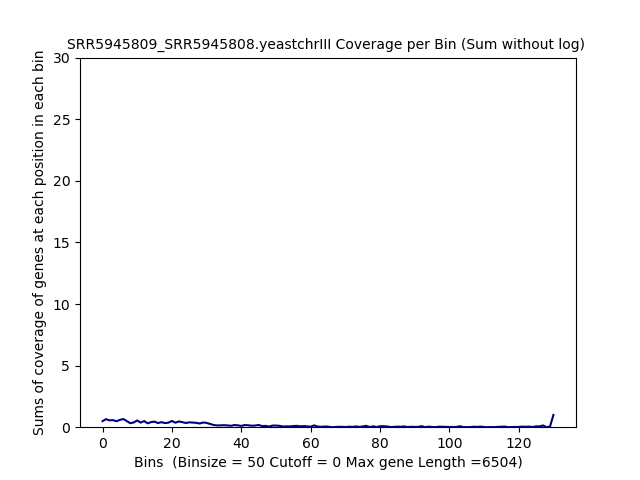 SRR5945809_SRR5945808.yeastchrIII Coverage per Bin (Sum without log)
Sums of coverage of genes at each position in each bin
30
25
20
15
10
5
0
0 20 40 60 80 100 120
Bins  (Binsize = 50 Cutoff = 0 Max gene Length =6504)